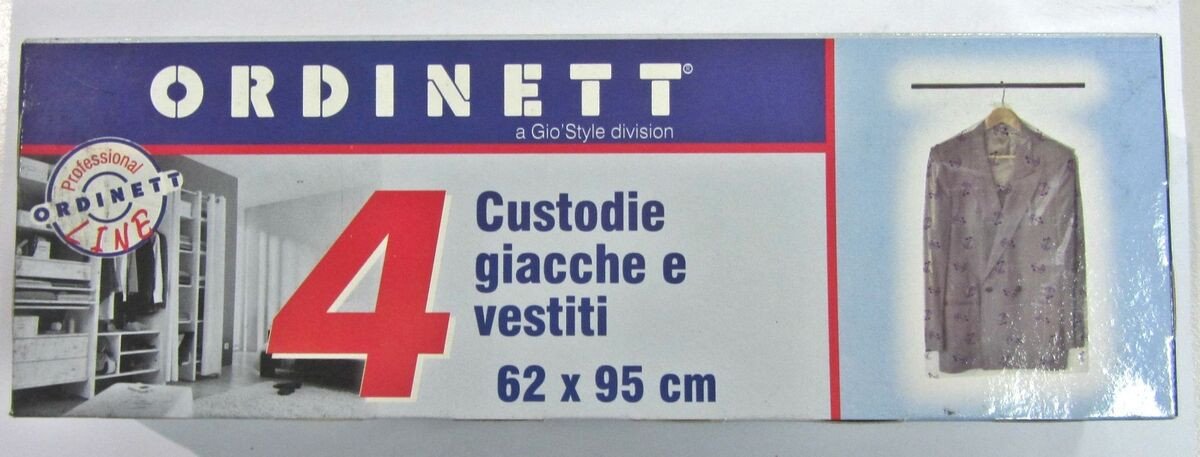 ORDINETT®
a Gio'Style division
Professional
ORDINETT
LINE
4
Custodie
giacche e
vestiti
62 x 95 cm